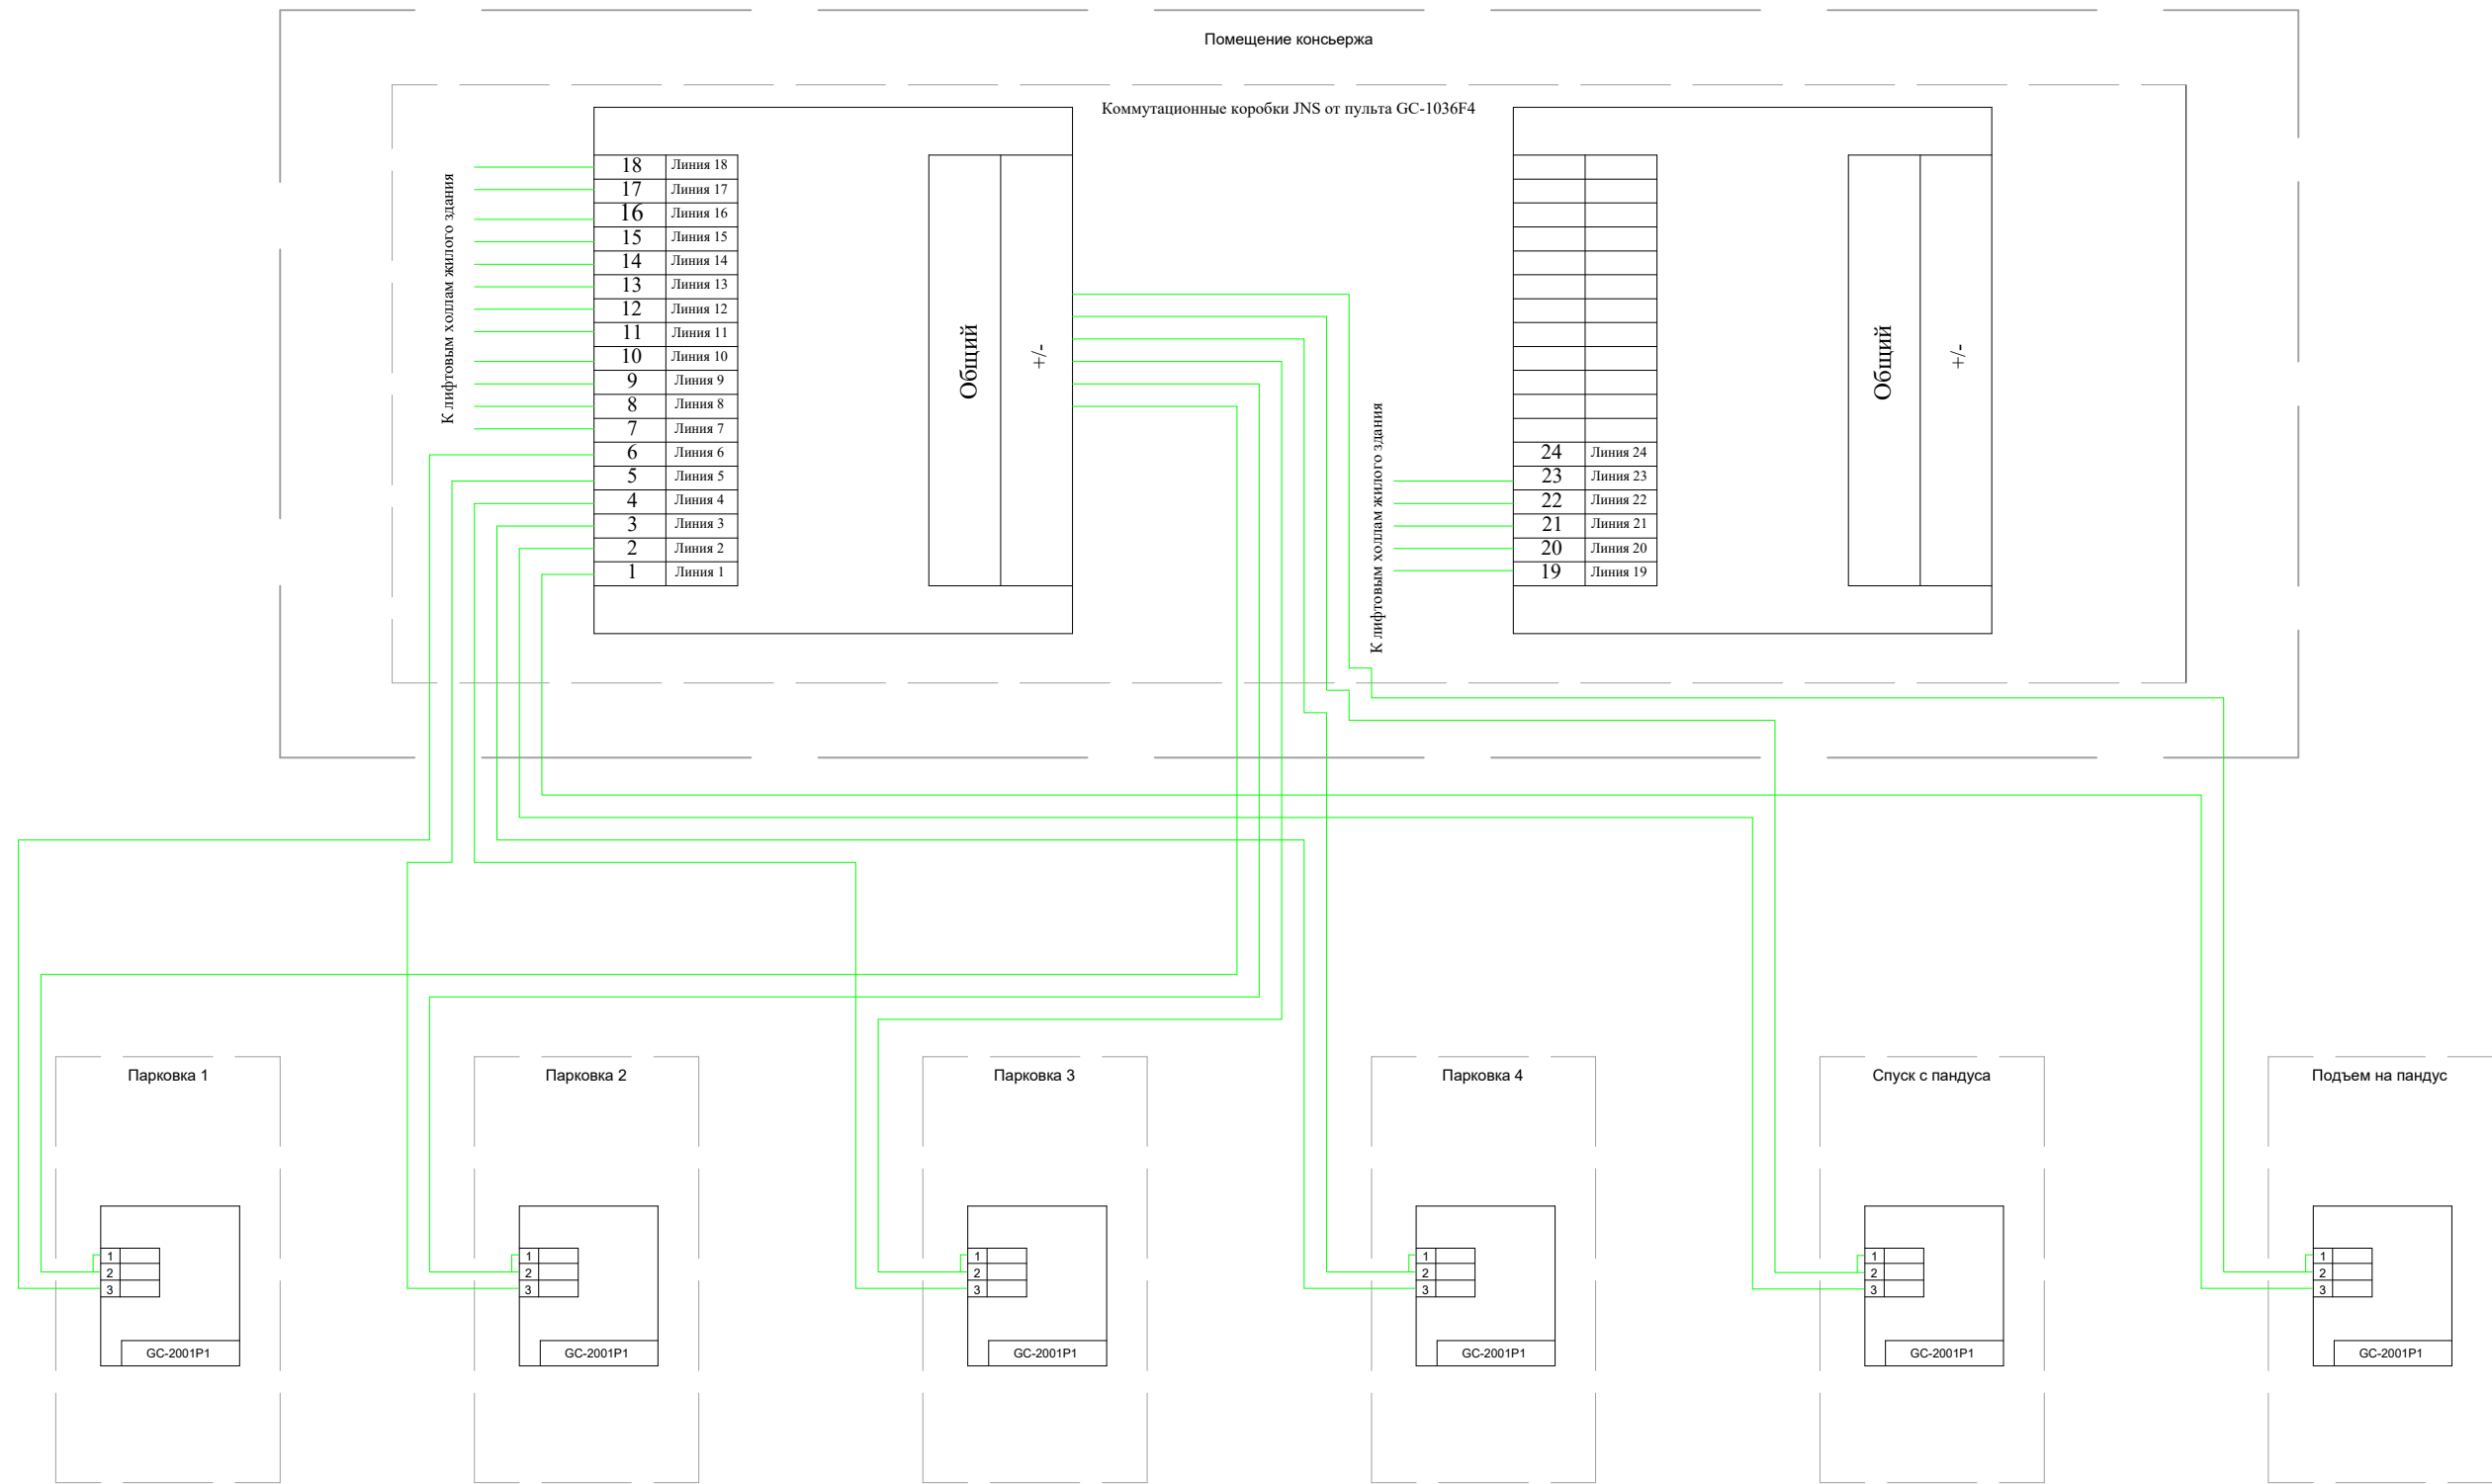 Помещение консьержа
Коммутационные коробки JNS от пульта GC-1036F4
К лифтовым холлам жилого здания
18 Линия 18
17 Линия 17
16 Линия 16
15 Линия 15
14 Линия 14
13 Линия 13
12 Линия 12
11 Линия 11
10 Линия 10
9 Линия 9
8 Линия 8
7 Линия 7
6 Линия 6
5 Линия 5
4 Линия 4
3 Линия 3
2 Линия 2
1 Линия 1
Общий
+/-
К лифтовым холлам жилого здания
24 Линия 24
23 Линия 23
22 Линия 22
21 Линия 21
20 Линия 20
19 Линия 19
Общий
+/-
Парковка 1
1
2
3
GC-2001P1
Парковка 2
1
2
3
GC-2001P1
Парковка 3
1
2
3
GC-2001P1
Парковка 4
1
2
3
GC-2001P1
Спуск с пандуса
1
2
3
GC-2001P1
Подъем на пандус
1
2
3
GC-2001P1